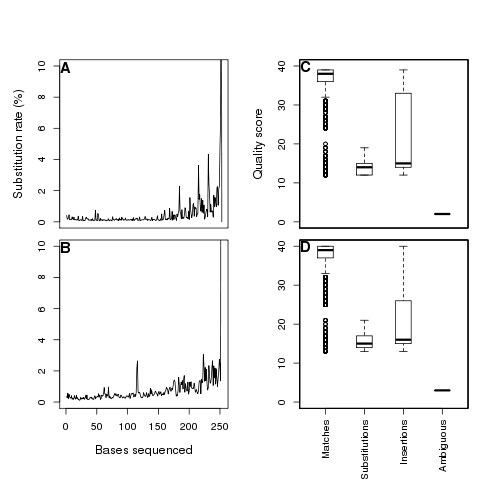 A
Substitution rate (%)
0
2
4
6
8
10
C
Quality score
0
10
20
30
40
B
0
2
4
6
8
10
0 50 100 150 200 250
Bases sequenced
D
0
10
20
30
40
Matches
Substitutions
Insertions
Ambiguous